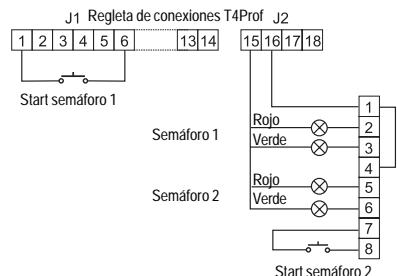 J1 Regleta de conexiones T4Prof J2
1 2 3 4 5 6 13 14 15 16 17 18
Start semáforo 1
1
Rojo 2
Semáforo 1
Verde 3
4
Rojo 5
Semáforo 2
Verde 6
7
8
Start semáforo 2